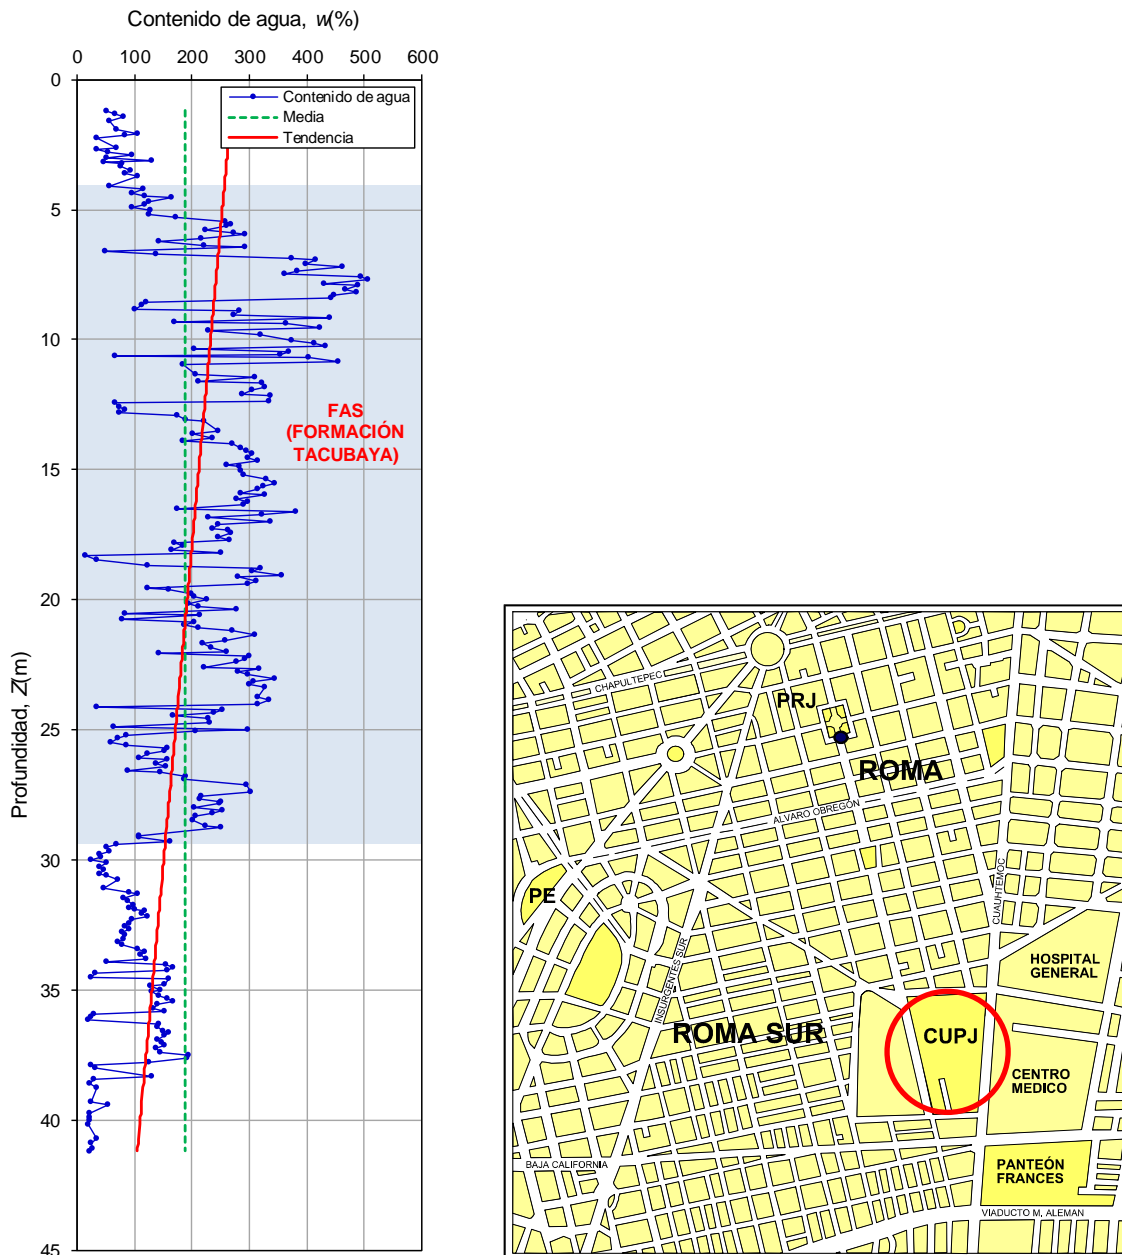 Contenido de agua, w(%)
0 100 200 300 400 500 600
0
5
10
15
20
25
30
35
40
45
Profundidad, Z(m)
Contenido de agua
Media
Tendencia
FAS
(FORMACIÓN
TACUBAYA)
CHAPULTEPEC
PRJ
ROMA
ALVARO OBREGÓN
PE
CUAUHTEMOC
INSURGENTES SUR
HOSPITAL
GENERAL
ROMA SUR
CUPJ
CENTRO
MEDICO
BAJA CALIFORNIA
PANTEÓN
FRANCES
VIADUCTO M, ALEMAN